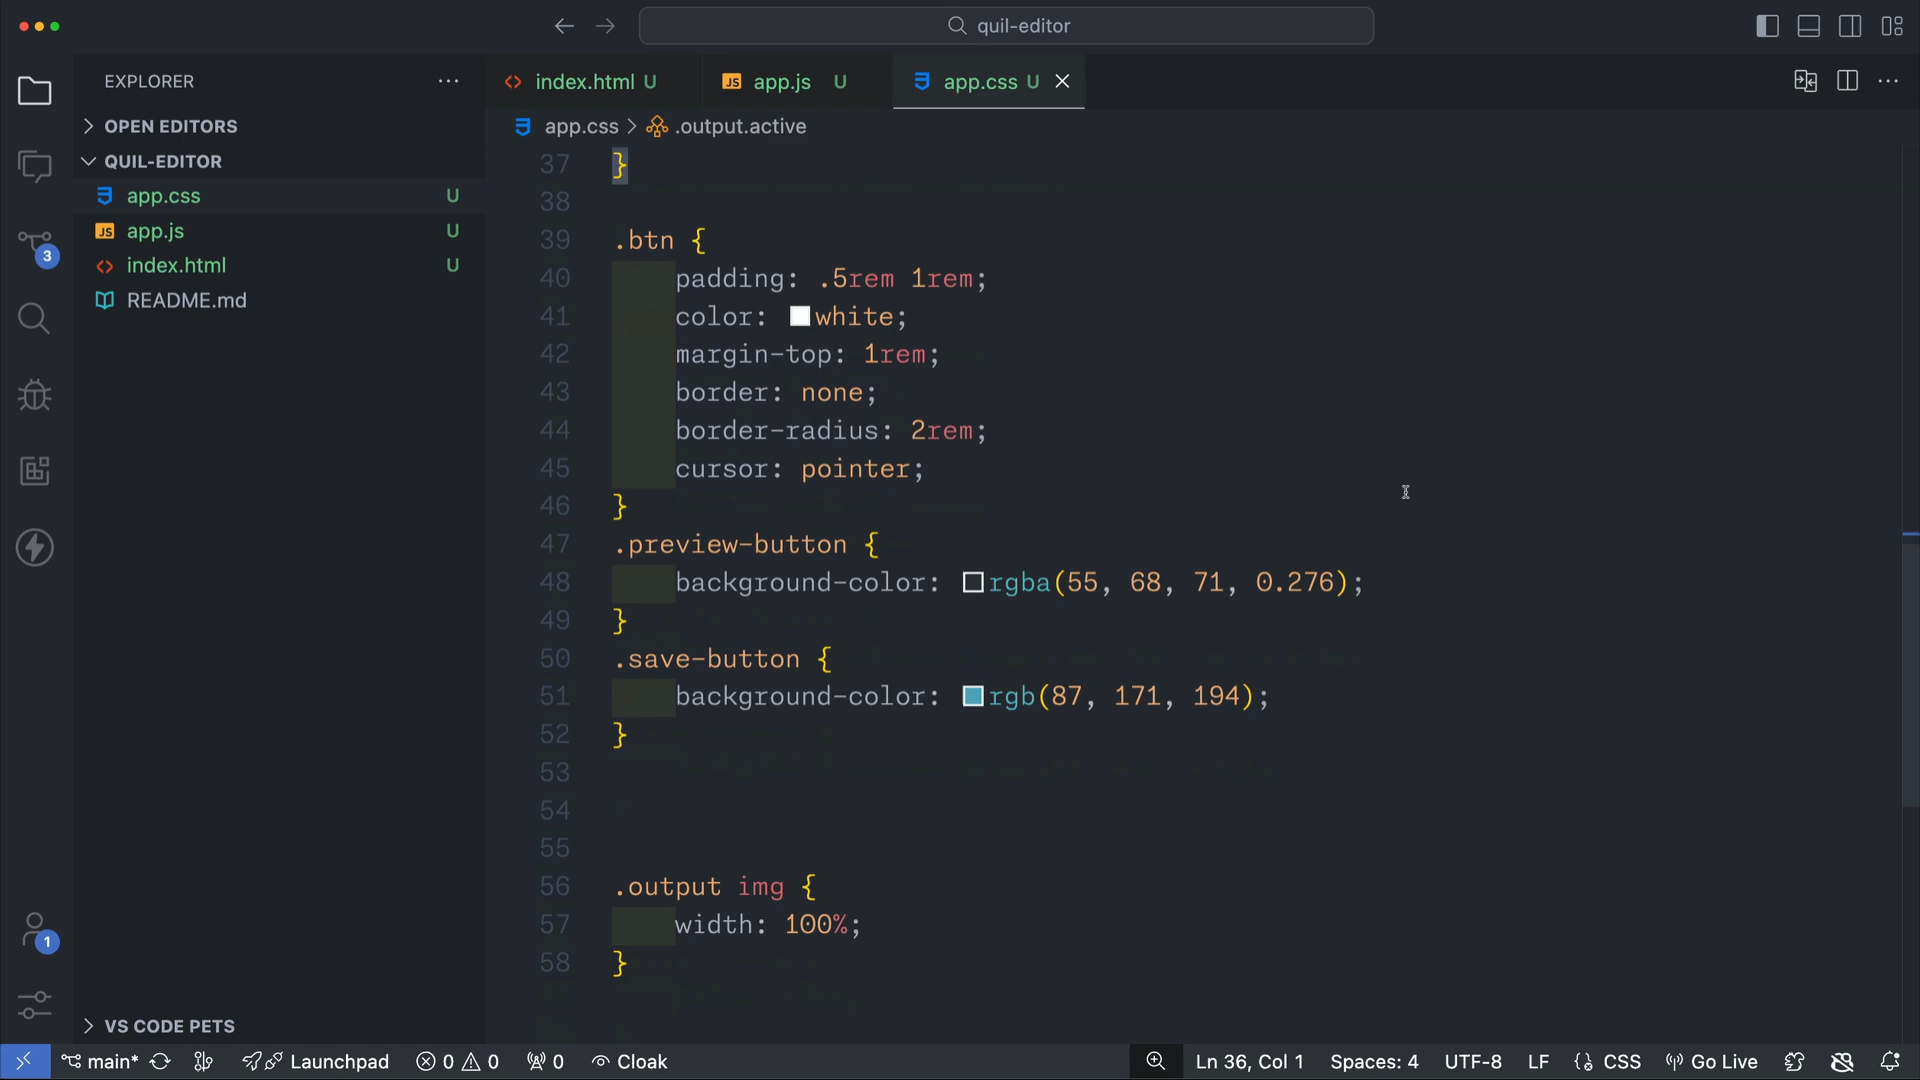 quil-editor
EXPLORER
OPEN EDITORS
QUIL-EDITOR
app.css U
app.js U
index.html U
README.md
VS CODE PETS
3
1
index.html U
app.js U
app.css U
app.css > .output.active
37 }
38
39 .btn {
40 padding: .5rem 1rem;
41 color: white;
42 margin-top: 1rem;
43 border: none;
44 border-radius: 2rem;
45 cursor: pointer;
46 }
47 .preview-button {
48 background-color: rgba(55, 68, 71, 0.276);
49 }
50 .save-button {
51 background-color: rgb(87, 171, 194);
52 }
53
54
55
56 .output img {
57 width: 100%;
58 }
main* Launchpad 0 0 0 Cloak Ln 36, Col 1 Spaces: 4 UTF-8 LF CSS Go Live